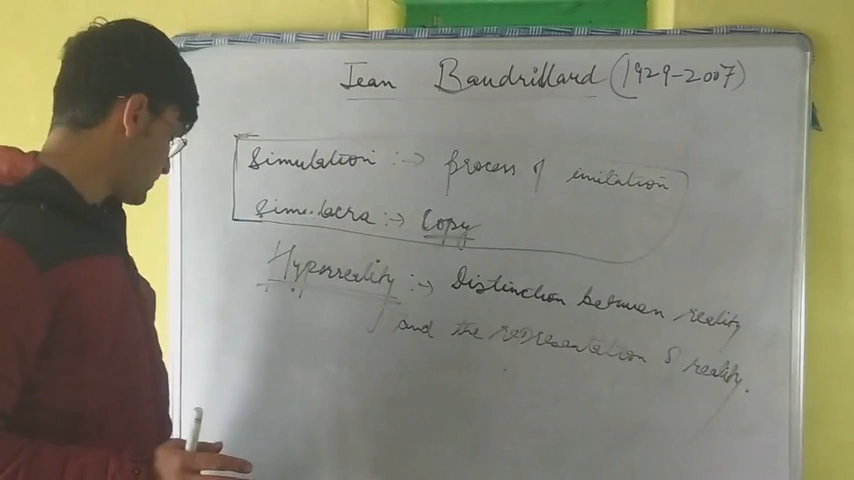 Jean Baudrillard (1929-2007)
Simulation :→ process of imitation
Simulacra :→ Copy
Hyperreality :→ Distinction between reality
and the representation of reality.